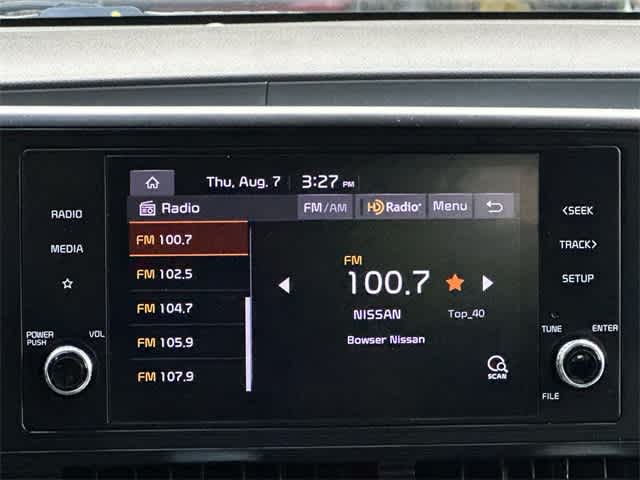 Thu, Aug. 7 3:27 PM
Radio FM/AM HD Radio Menu
RADIO
MEDIA
POWER PUSH VOL
FM 100.7
FM 102.5
FM 104.7
FM 105.9
FM 107.9
FM
100.7
NISSAN Top_40
Bowser Nissan
SCAN
<SEEK
TRACK>
SETUP
TUNE ENTER
FILE